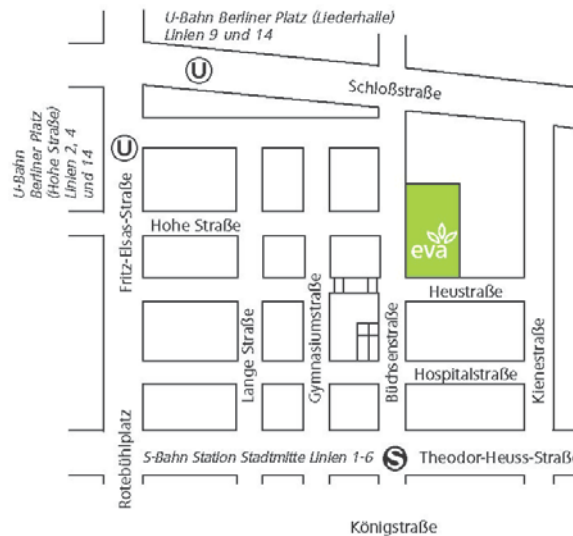 U-Bahn Berliner Platz (Liederhalle)
Linien 9 und 14
U
Schloßstraße
U-Bahn
Berliner Platz
(Hohe Straße)
Linien 2, 4
und 14
U
Fritz-Elsas-Straße
Hohe Straße
eva
Heustraße
Lange Straße
Gymnasiumstraße
Büchsenstraße
Hospitalstraße
Kienestraße
Rotebühlplatz
S-Bahn Station Stadtmitte Linien 1-6
S
Theodor-Heuss-Straße
Königstraße